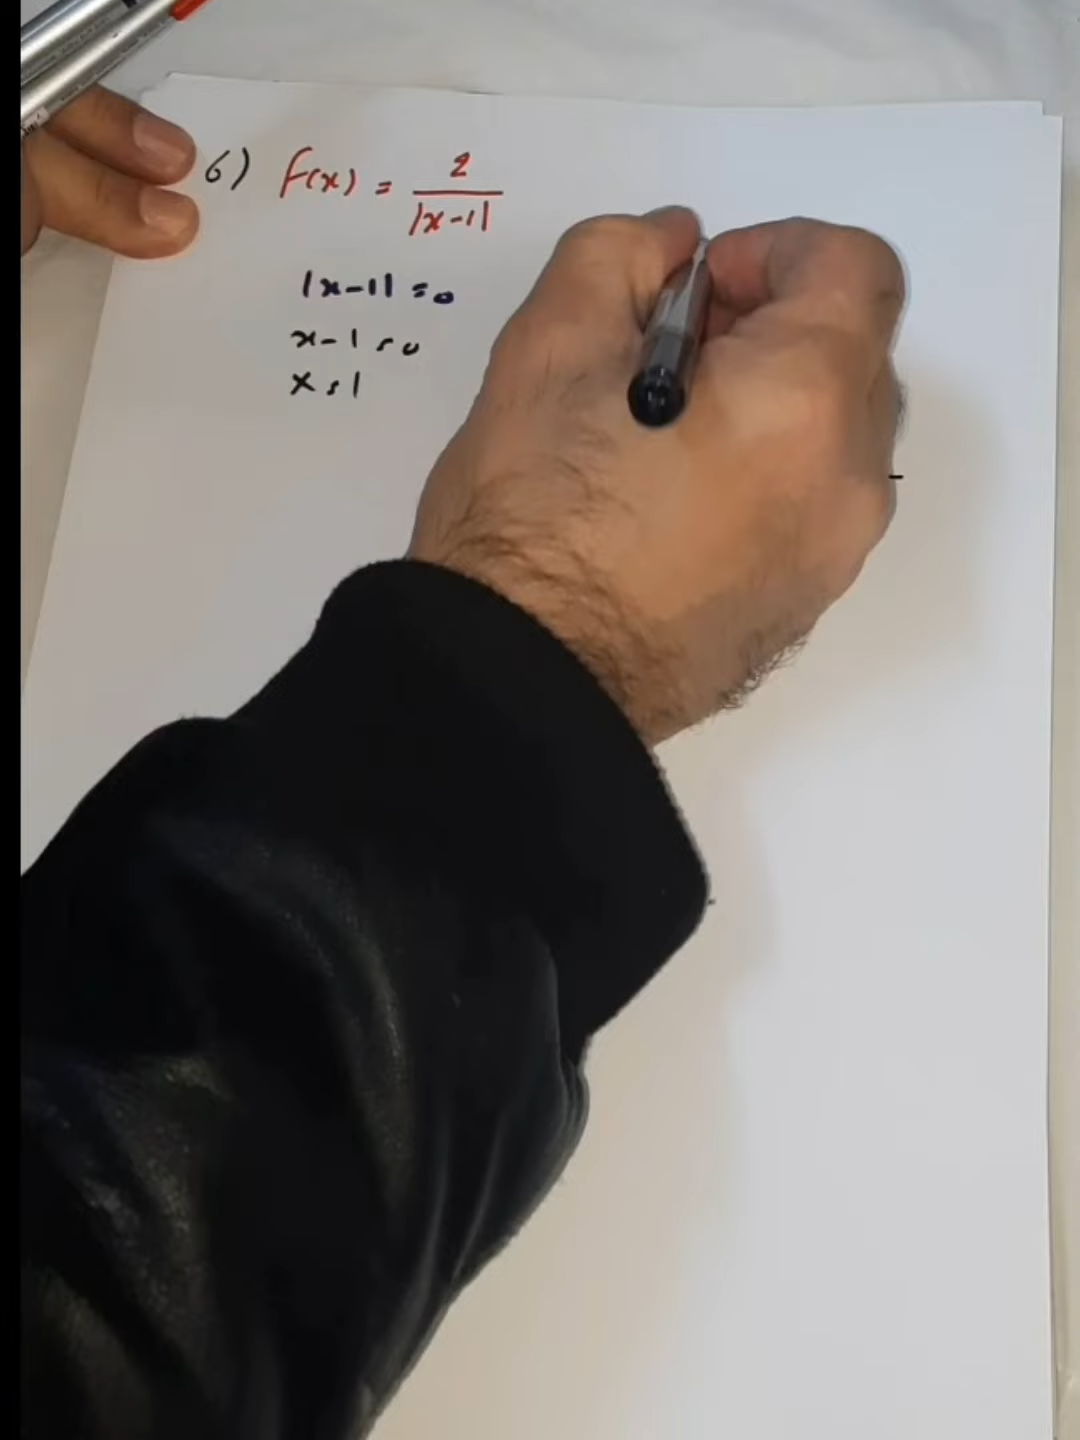 6) f(x) = 2 / |x-1|
|x-1| = 0
x-1 = 0
x = 1